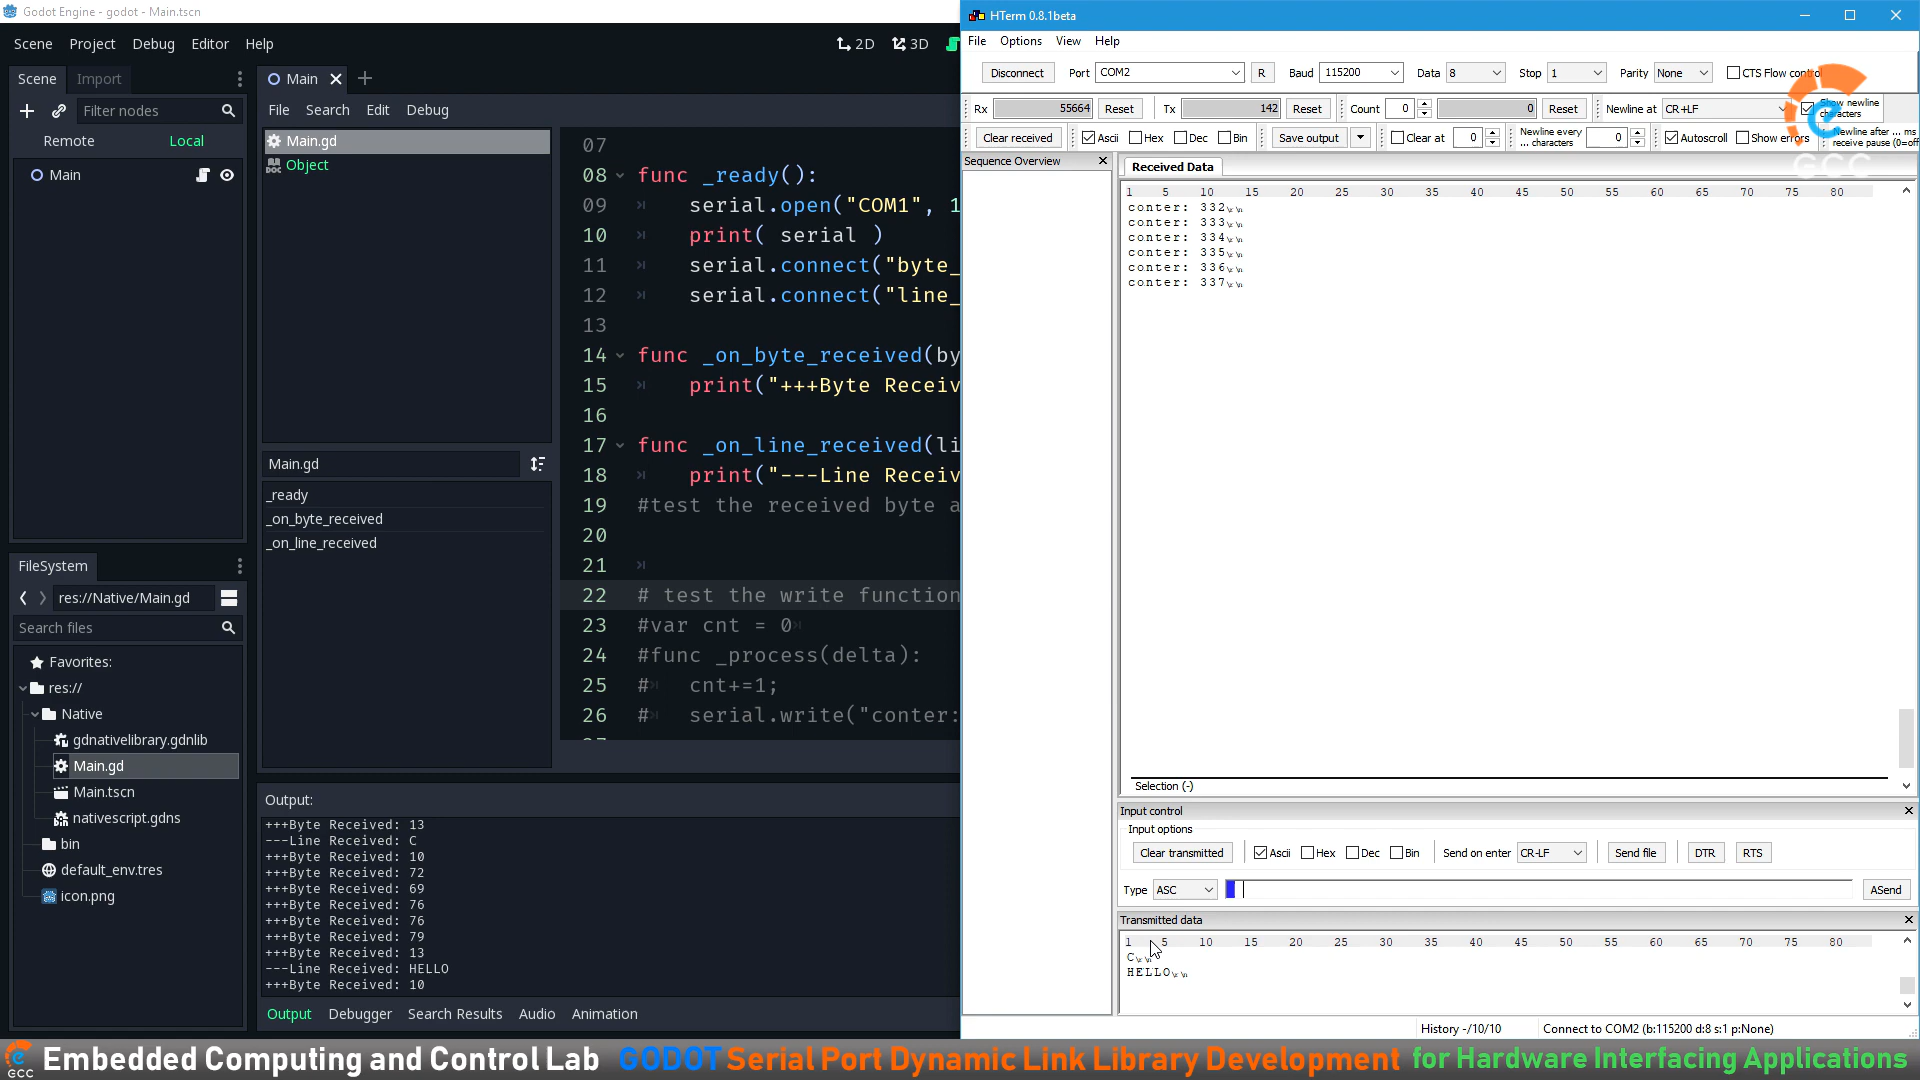 Godot Engine - godot - Main.tscn
Scene Project Debug Editor Help
2D 3D
Scene Import
Filter nodes
Remote Local
Main
Main
File Search Edit Debug
Main.gd
Object
Main.gd
_ready
_on_byte_received
_on_line_received
07
08 func _ready():
09 serial.open("COM1", 1
10 print( serial )
11 serial.connect("byte_
12 serial.connect("line_
13
14 func _on_byte_received(by
15 print("+++Byte Receiv
16
17 func _on_line_received(li
18 print("---Line Receiv
19 #test the received byte a
20
21
22 # test the write function
23 #var cnt = 0
24 #func _process(delta):
25 # cnt+=1;
26 # serial.write("conter:
FileSystem
res://Native/Main.gd
Search files
Favorites:
res://
Native
gdnativelibrary.gdnlib
Main.gd
Main.tscn
nativescript.gdns
bin
default_env.tres
icon.png
Output:
+++Byte Received: 13
---Line Received: C
+++Byte Received: 10
+++Byte Received: 72
+++Byte Received: 69
+++Byte Received: 76
+++Byte Received: 76
+++Byte Received: 79
+++Byte Received: 13
---Line Received: HELLO
+++Byte Received: 10
Output Debugger Search Results Audio Animation
HTerm 0.8.1beta
File Options View Help
Disconnect Port COM2 R Baud 115200 Data 8 Stop 1 Parity None CTS Flow control
Rx 55664 Reset Tx 142 Reset Count 0 0 Reset Newline at CR+LF Show newline characters
Clear received Ascii Hex Dec Bin Save output Clear at 0 Newline every ... characters 0 Autoscroll Show errors Newline after ... ms receive pause (0=off
GCC
Sequence Overview
Received Data
1 5 10 15 20 25 30 35 40 45 50 55 60 65 70 75 80
conter: 332\r\n
conter: 333\r\n
conter: 334\r\n
conter: 335\r\n
conter: 336\r\n
conter: 337\r\n
Selection (-)
Input control
Input options
Clear transmitted Ascii Hex Dec Bin Send on enter CR-LF Send file DTR RTS
Type ASC ASend
Transmitted data
1 5 10 15 20 25 30 35 40 45 50 55 60 65 70 75 80
C\r\n
HELLO\r\n
History -/10/10 Connect to COM2 (b:115200 d:8 s:1 p:None)
GCC Embedded Computing and Control Lab GODOT Serial Port Dynamic Link Library Development for Hardware Interfacing Applications